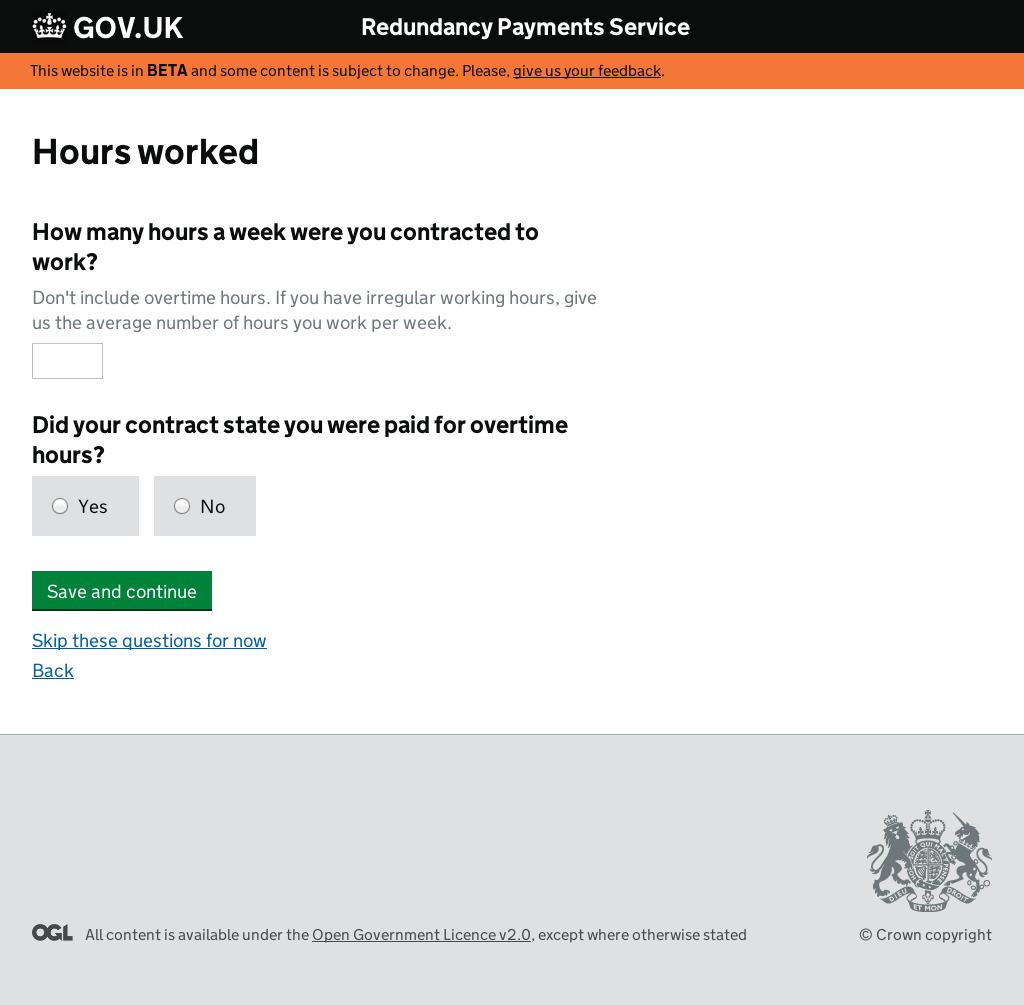 GOV.UK
Redundancy Payments Service
This website is in BETA and some content is subject to change. Please, give us your feedback.
Hours worked
How many hours a week were you contracted to
work?
Don't include overtime hours. If you have irregular working hours, give
us the average number of hours you work per week.
Did your contract state you were paid for overtime
hours?
Yes
No
Save and continue
Skip these questions for now
Back
DIEU
ET MON
DROIT
OGL
All content is available under the Open Government Licence v2.0, except where otherwise stated
© Crown copyright